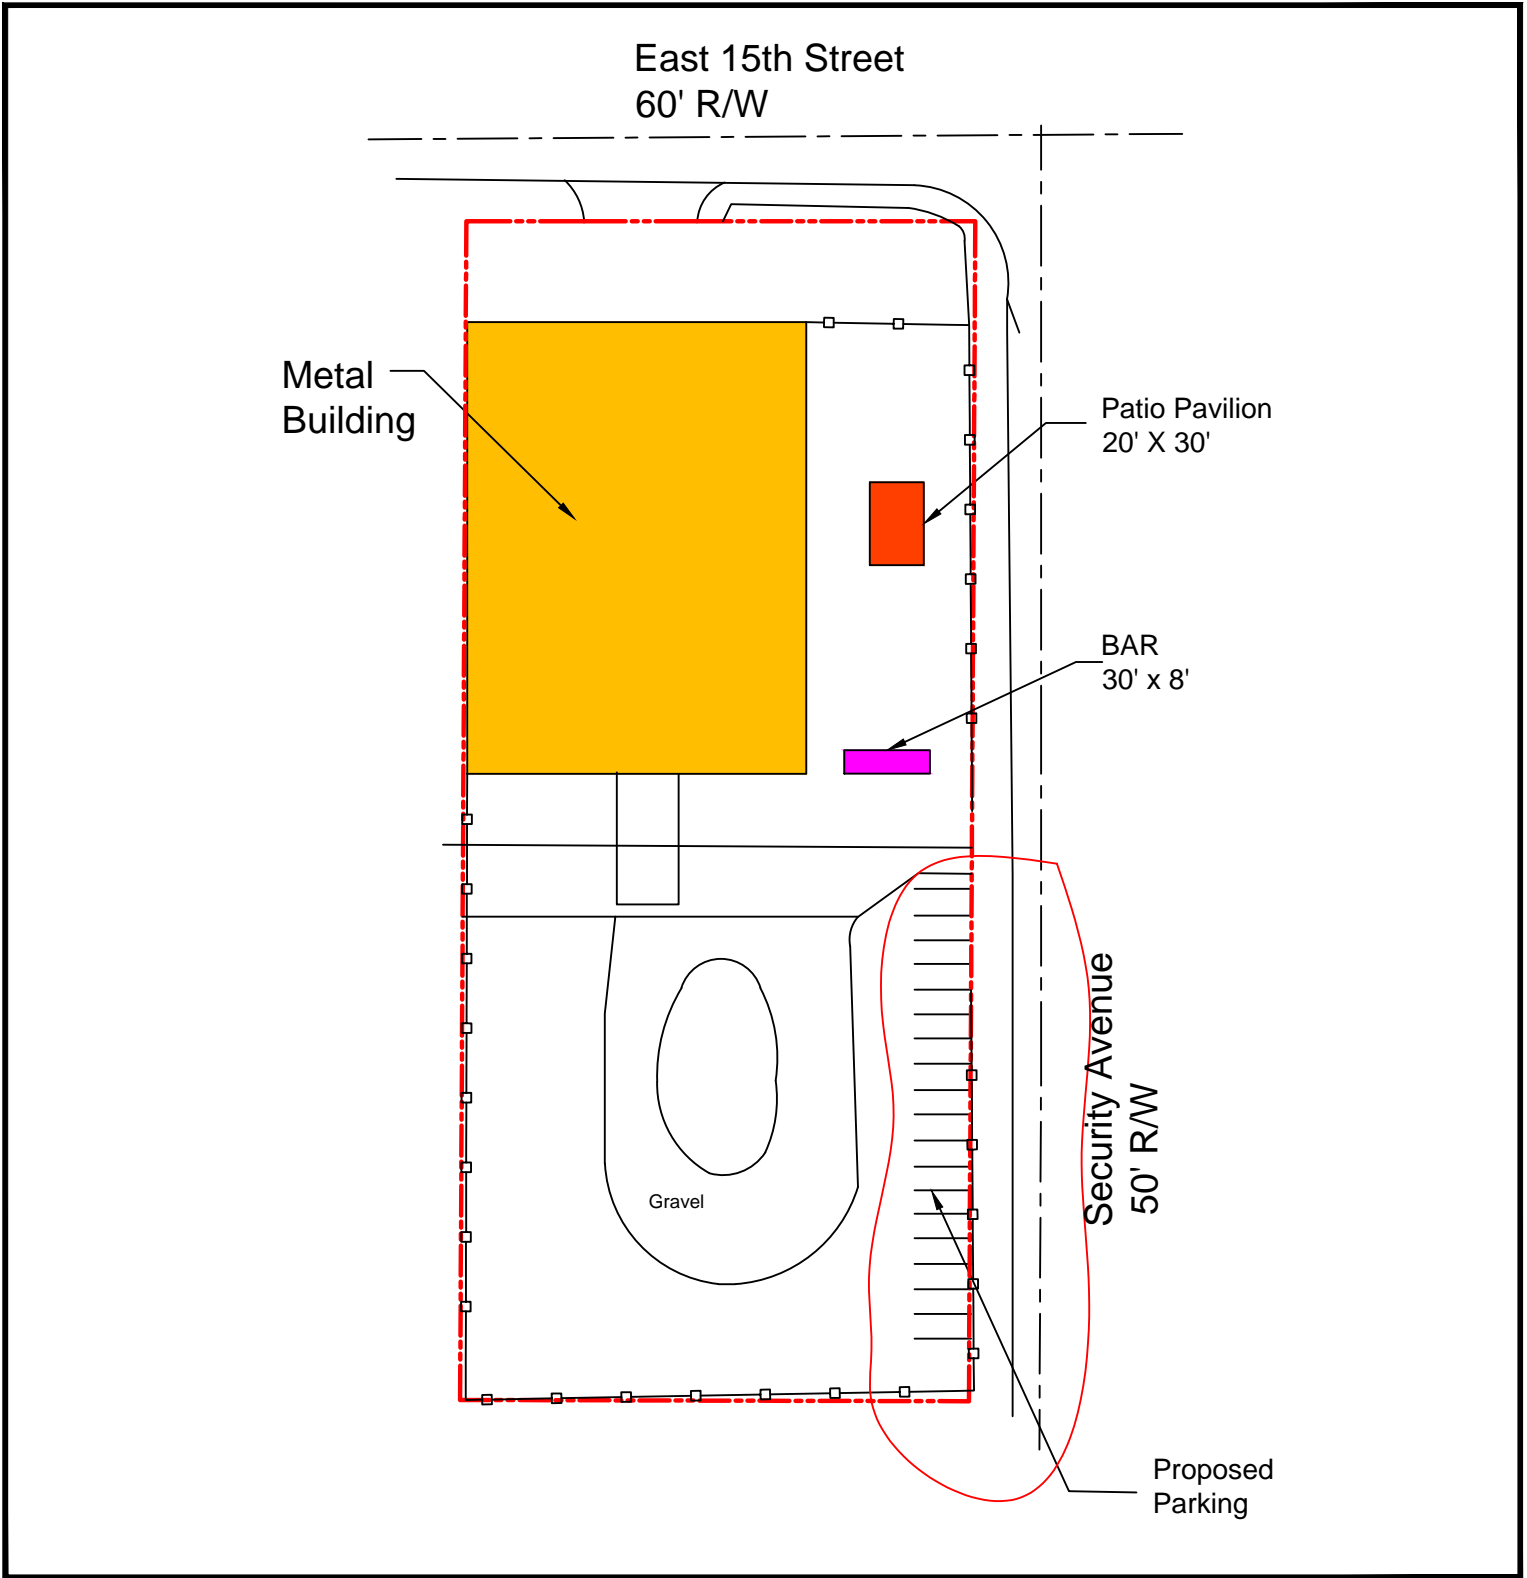 East 15th Street
60' R/W
Metal
Building
Patio Pavilion
20' X 30'
BAR
30' x 8'
Security Avenue
50' R/W
Gravel
Proposed
Parking